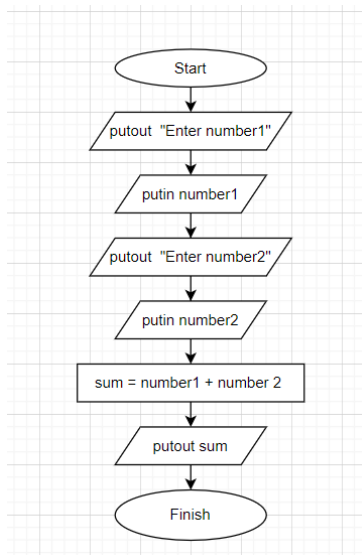 Start
putout "Enter number1"
putin number1
putout "Enter number2"
putin number2
sum = number1 + number 2
putout sum
Finish